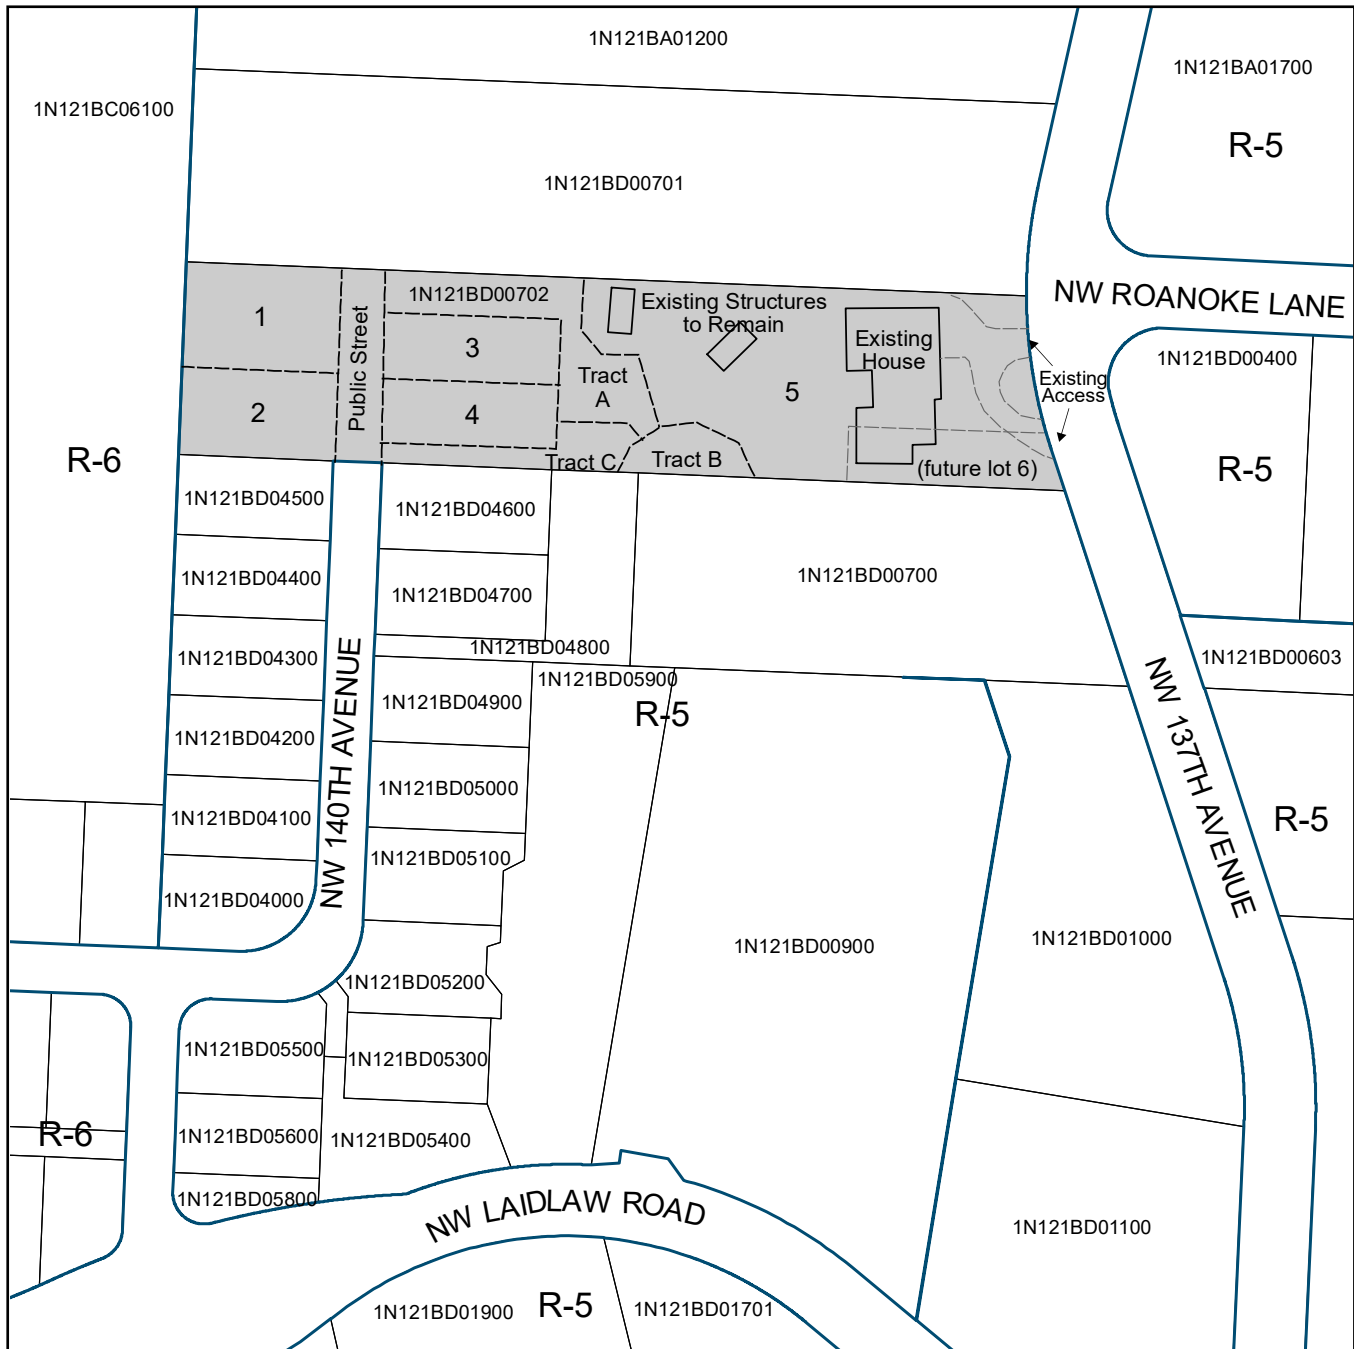 1N121BA01200
1N121BA01700
1N121BC06100
R-5
1N121BD00701
1N121BD00702
Existing Structures
to Remain
NW ROANOKE LANE
1
Public Street
3
Existing
House
1N121BD00400
Tract
A
5
Existing
Access
2
4
R-6
Tract C
Tract B
(future lot 6)
R-5
1N121BD04500
1N121BD04600
1N121BD04400
1N121BD04700
1N121BD00700
1N121BD04300
1N121BD04800
1N121BD00603
1N121BD05900
1N121BD04900
R-5
NW 137TH AVENUE
1N121BD04200
NW 140TH AVENUE
1N121BD05000
1N121BD04100
R-5
1N121BD05100
1N121BD04000
1N121BD00900
1N121BD01000
1N121BD05200
1N121BD05500
1N121BD05300
R-6
1N121BD05600
1N121BD05400
1N121BD05800
NW LAIDLAW ROAD
1N121BD01100
1N121BD01900
R-5
1N121BD01701